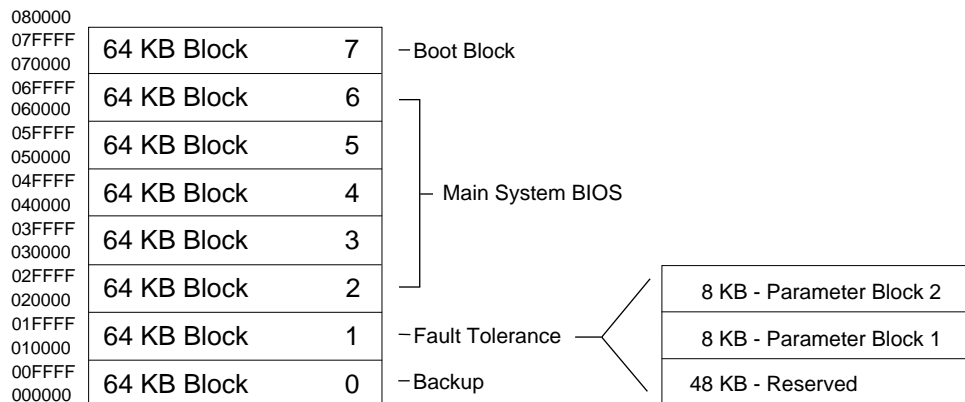 080000
07FFFF
64 KB Block 7
Boot Block
070000
06FFFF
64 KB Block 6
060000
05FFFF
64 KB Block 5
050000
04FFFF
64 KB Block 4
Main System BIOS
040000
03FFFF
64 KB Block 3
030000
02FFFF
64 KB Block 2
8 KB - Parameter Block 2
020000
01FFFF
64 KB Block 1
Fault Tolerance
8 KB - Parameter Block 1
010000
00FFFF
64 KB Block 0
Backup
48 KB - Reserved
000000